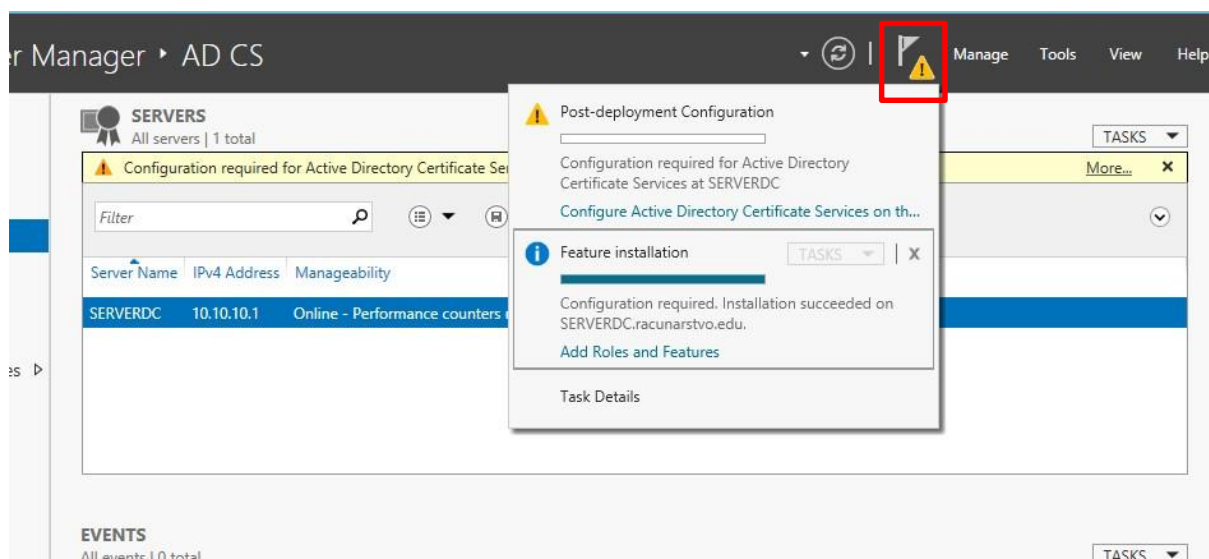 r Manager ▸ AD CS
Manage Tools View Help
SERVERS
All servers | 1 total
TASKS
Configuration required for Active Directory Certificate Se
More...
Filter
Server Name IPv4 Address Manageability
SERVERDC 10.10.10.1 Online - Performance counters
Post-deployment Configuration
Configuration required for Active Directory
Certificate Services at SERVERDC
Configure Active Directory Certificate Services on th...
Feature installation TASKS X
Configuration required. Installation succeeded on
SERVERDC.racunarstvo.edu.
Add Roles and Features
Task Details
es
EVENTS
All events | 0 total
TASKS